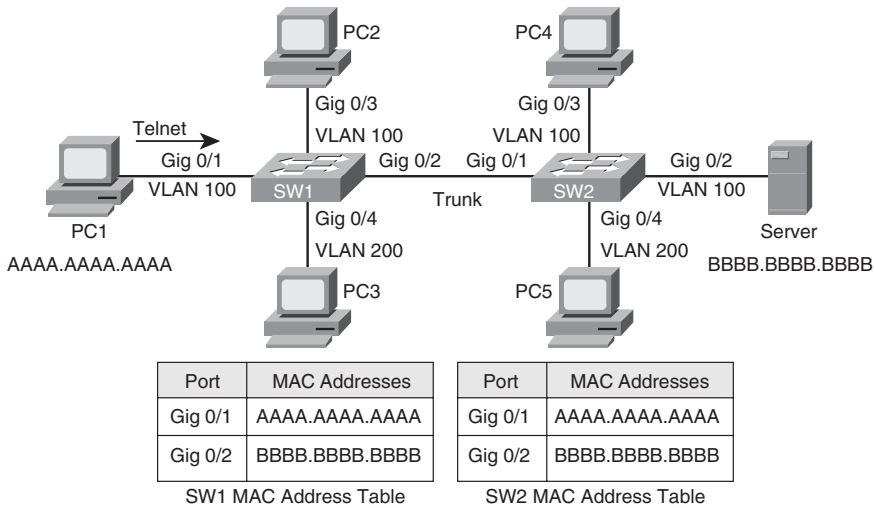 PC2
PC4
Gig 0/3
Gig 0/3
Telnet
VLAN 100
VLAN 100
Gig 0/1
Gig 0/2
Gig 0/1
Gig 0/2
VLAN 100
SW1
Trunk
SW2
VLAN 100
PC1
Gig 0/4
Gig 0/4
Server
AAAA.AAAA.AAAA
VLAN 200
VLAN 200
BBBB.BBBB.BBBB
PC3
PC5
Port MAC Addresses
Gig 0/1 AAAA.AAAA.AAAA
Gig 0/2 BBBB.BBBB.BBBB
SW1 MAC Address Table
Port MAC Addresses
Gig 0/1 AAAA.AAAA.AAAA
Gig 0/2 BBBB.BBBB.BBBB
SW2 MAC Address Table